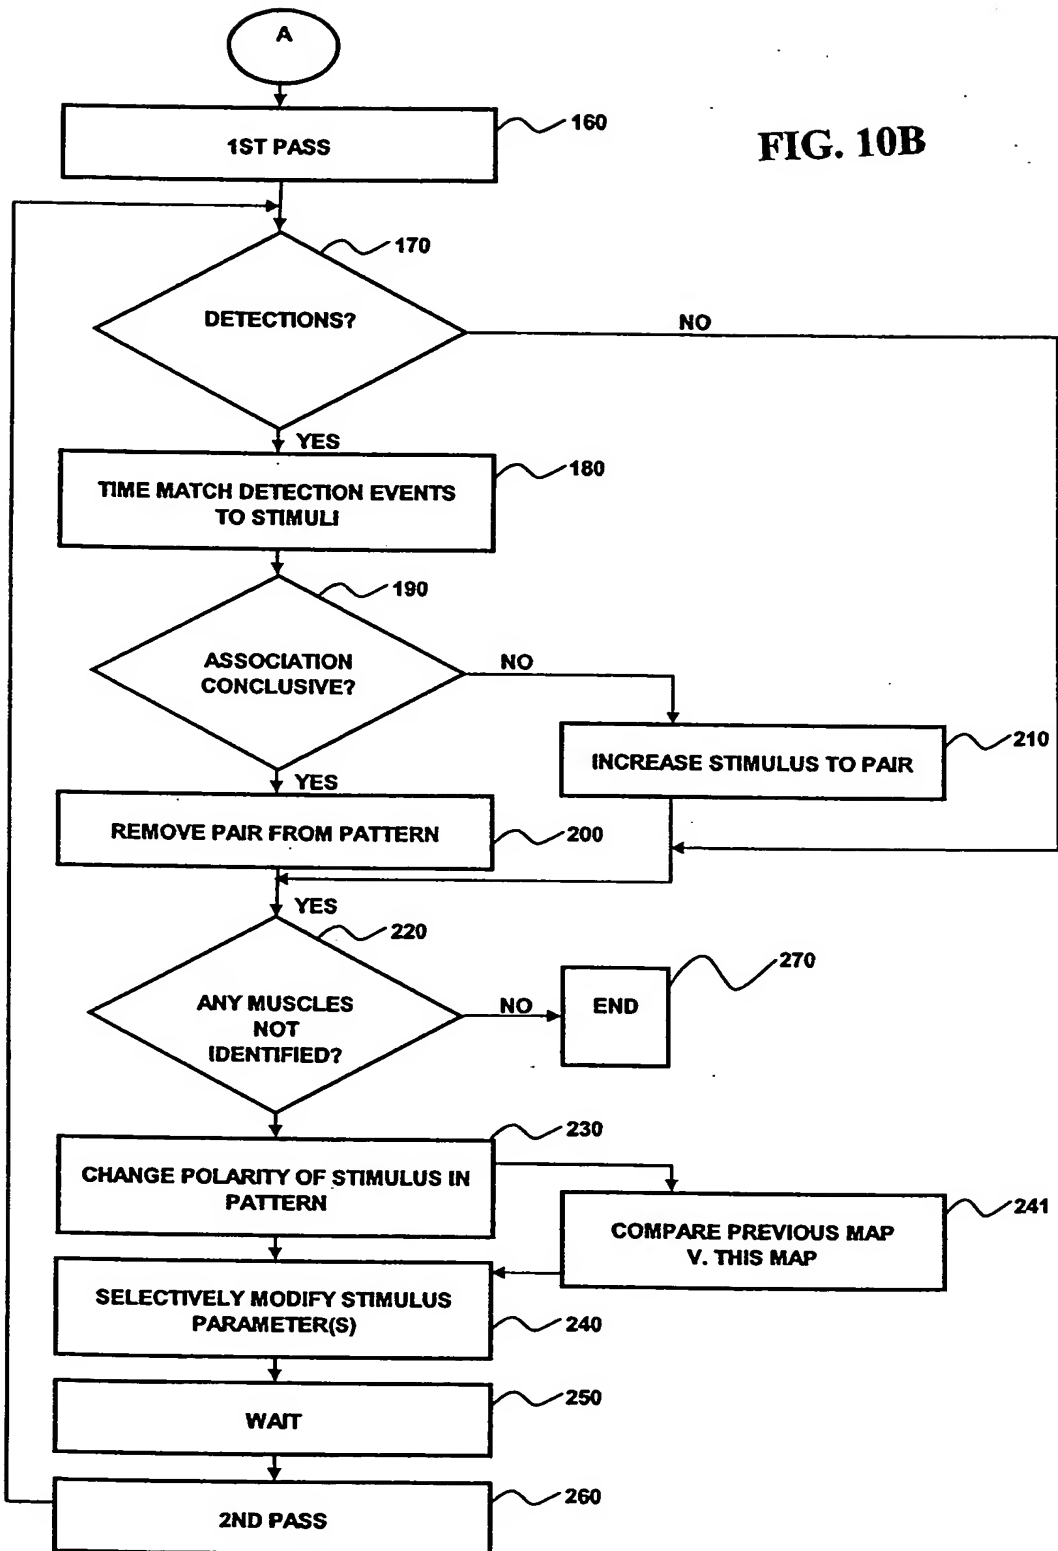 A
1ST PASS
160
FIG. 10B
170
DETECTIONS?
NO
YES
180
TIME MATCH DETECTION EVENTS
TO STIMULI
190
ASSOCIATION
CONCLUSIVE?
NO
210
INCREASE STIMULUS TO PAIR
YES
REMOVE PAIR FROM PATTERN
200
YES
220
ANY MUSCLES
NOT
IDENTIFIED?
NO
END
270
230
CHANGE POLARITY OF STIMULUS IN
PATTERN
241
COMPARE PREVIOUS MAP
V. THIS MAP
SELECTIVELY MODIFY STIMULUS
PARAMETER(S)
240
250
WAIT
260
2ND PASS